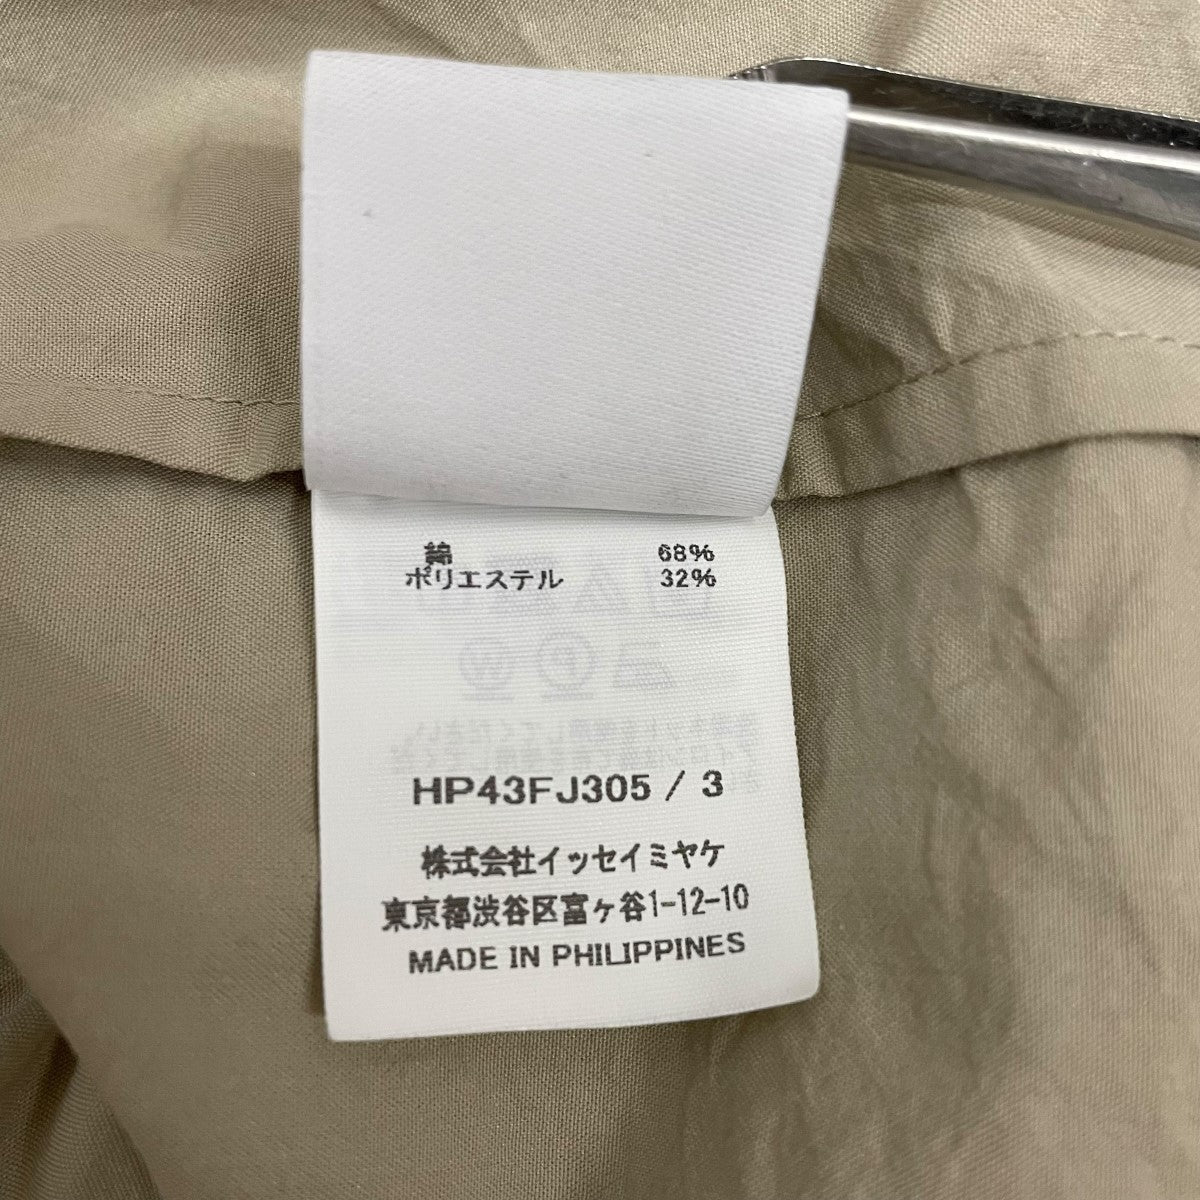 綿 68%
ポリエステル 32%
HP43FJ305 / 3
株式会社イッセイミヤケ
東京都渋谷区富ヶ谷1-12-10
MADE IN PHILIPPINES